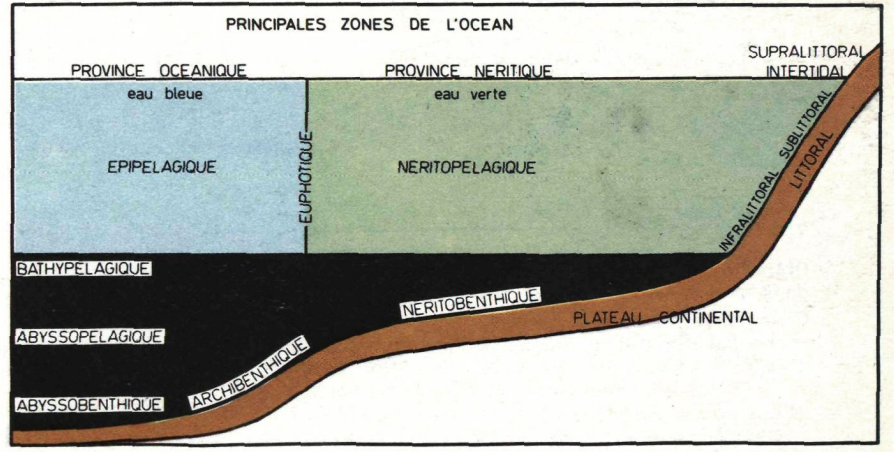 PRINCIPALES ZONES DE L'OCEAN
SUPRALITTORAL
PROVINCE OCEANIQUE
PROVINCE NERITIQUE
INTERTIDAL
eau bleue
eau verte
EPIPELAGIQUE
EUPHOTIQUE
NERITOPELAGIQUE
INFRALITTORAL SUBLITTORAL
LITTORAL
BATHYPELAGIQUE
NERITOBENTHIQUE
PLATEAU CONTINENTAL
ABYSSOPELAGIQUE
ARCHIBENTHIQUE
ABYSSOBENTHIQUE